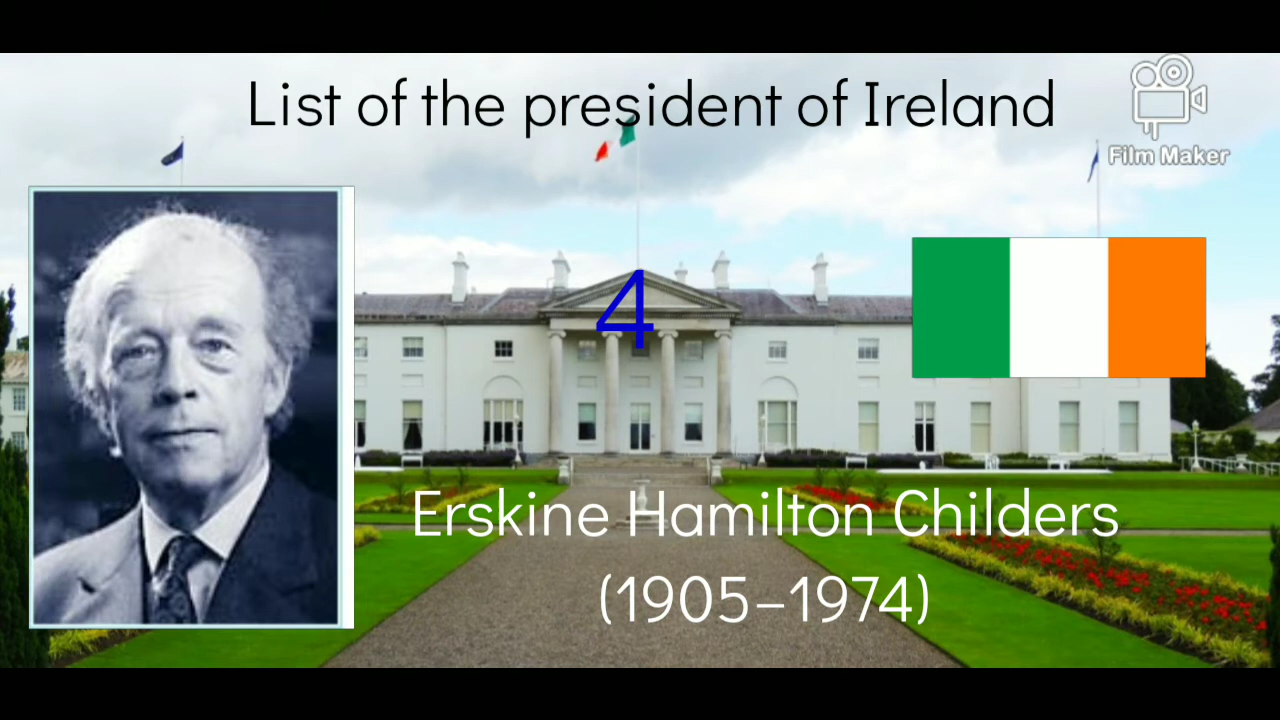 List of the president of Ireland
Film Maker
4
Erskine Hamilton Childers
(1905–1974)